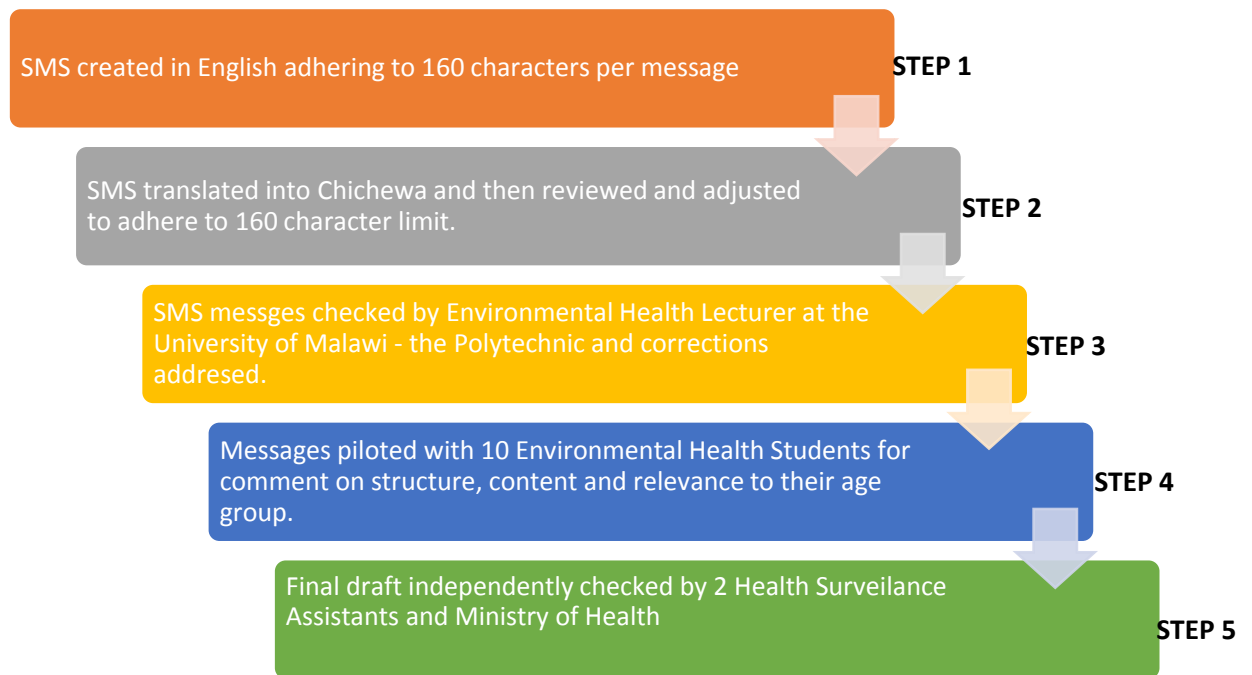 SMS created in English adhering to 160 characters per message
STEP 1
SMS translated into Chichewa and then reviewed and adjusted
to adhere to 160 character limit.
STEP 2
SMS messges checked by Environmental Health Lecturer at the
University of Malawi - the Polytechnic and corrections
addresed.
STEP 3
Messages piloted with 10 Environmental Health Students for
comment on structure, content and relevance to their age
group.
STEP 4
Final draft independently checked by 2 Health Surveilance
Assistants and Ministry of Health
STEP 5